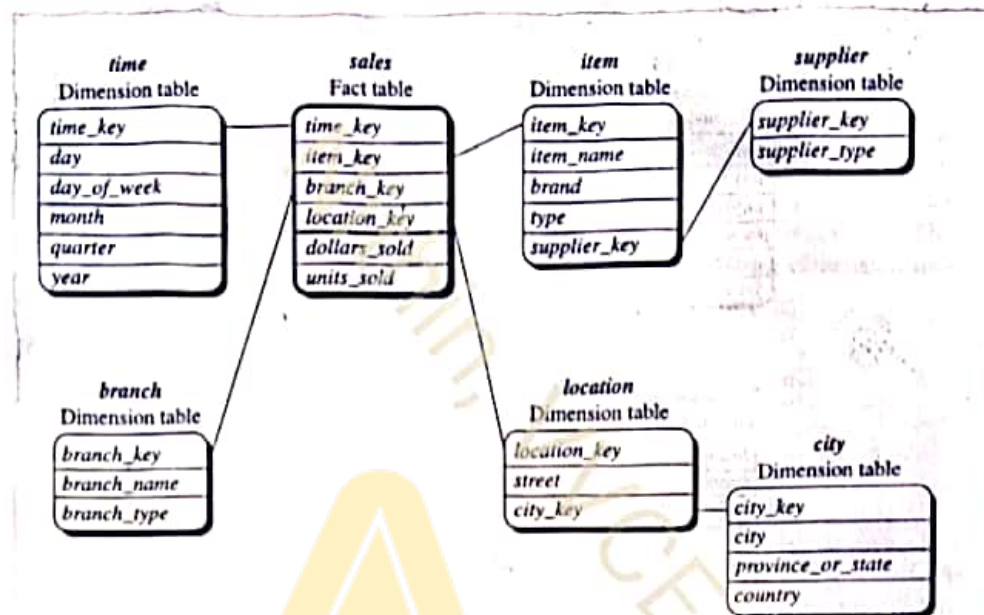 time
Dimension table
time_key
day
day_of_week
month
quarter
year
sales
Fact table
time_key
item_key
branch_key
location_key
dollars_sold
units_sold
item
Dimension table
item_key
item_name
brand
type
supplier_key
supplier
Dimension table
supplier_key
supplier_type
branch
Dimension table
branch_key
branch_name
branch_type
location
Dimension table
location_key
street
city_key
city
Dimension table
city_key
city
province_or_state
country